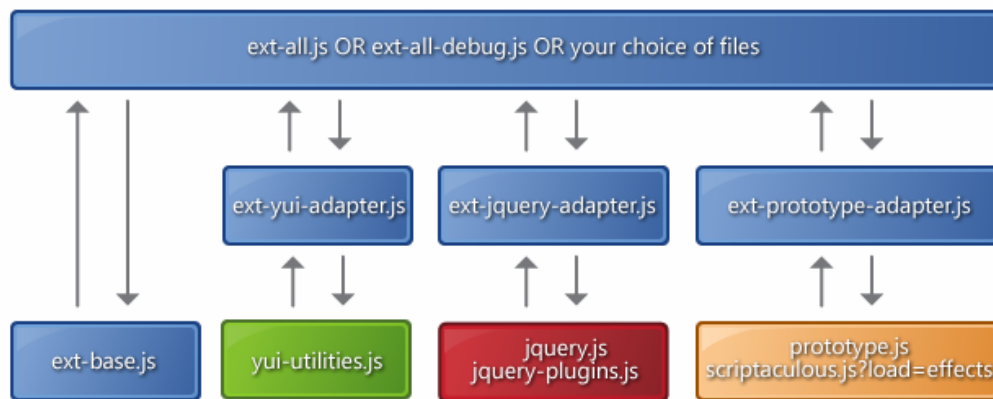 ext-all.js OR ext-all-debug.js OR your choice of files
ext-yui-adapter.js
ext-jquery-adapter.js
ext-prototype-adapter.js
ext-base.js
yui-utilities.js
jquery.js
jquery-plugins.js
prototype.js
scriptaculous.js?load=effects